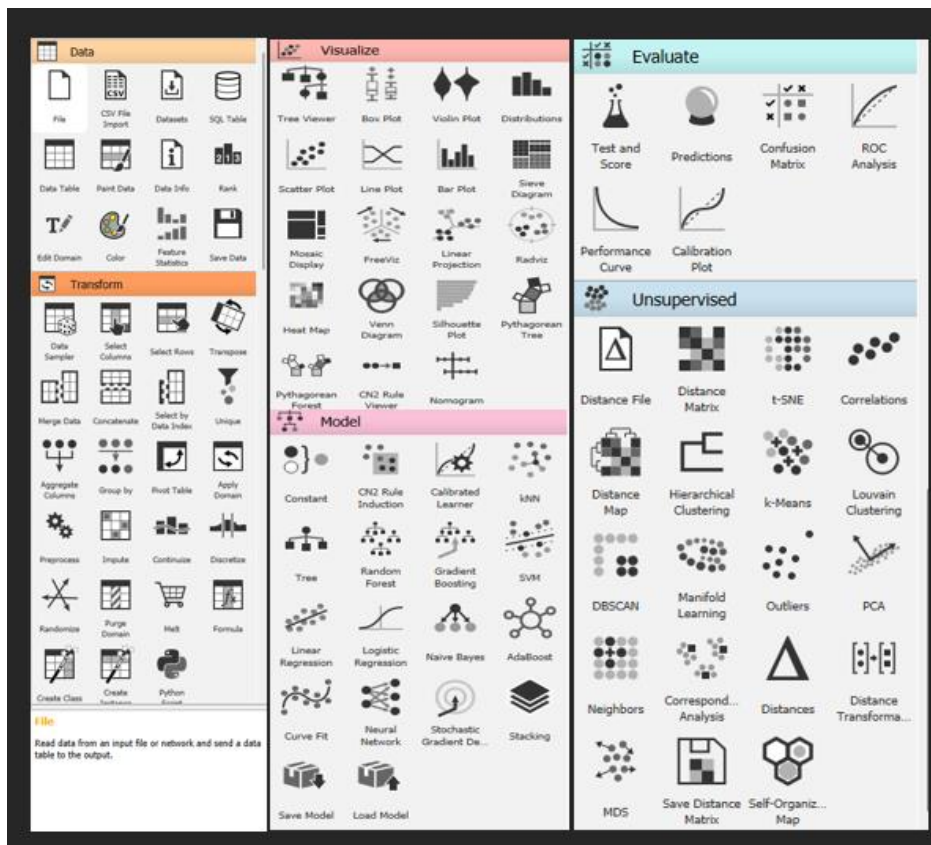 Data
File
CSV File
Import
Datasets
SQL Table
CSV
Data Table
Paint Data
Data Info
Rank
Edit Domain
Color
Feature
Statistics
Save Data
Transform
Data
Sampler
Select
Columns
Select Rows
Transpose
Merge Data
Concatenate
Select by
Data Index
Unique
Aggregate
Columns
Group by
Pivot Table
Apply
Domain
Preprocess
Impute
Continuize
Discretize
Randomize
Purge
Domain
Melt
Formula
Create Class
Create
Python
File
Read data from an input file or network and send a data
table to the output.
Visualize
Tree Viewer
Box Plot
Violin Plot
Distributions
Scatter Plot
Line Plot
Bar Plot
Sieve
Diagram
Mosaic
Display
FreeViz
Linear
Projection
Radviz
Heat Map
Venn
Diagram
Silhouette
Plot
Pythagorean
Tree
Pythagorean
Forest
CN2 Rule
Viewer
Nomogram
Model
Constant
CN2 Rule
Induction
Calibrated
Learner
kNN
Tree
Random
Forest
Gradient
Boosting
SVM
Linear
Regression
Logistic
Regression
Naive Bayes
AdaBoost
Curve Fit
Neural
Network
Stochastic
Gradient De...
Stacking
Save Model
Load Model
Evaluate
Test and
Score
Predictions
Confusion
Matrix
ROC
Analysis
Performance
Curve
Calibration
Plot
Unsupervised
Distance File
Distance
Matrix
t-SNE
Correlations
Distance
Map
Hierarchical
Clustering
k-Means
Louvain
Clustering
DBSCAN
Manifold
Learning
Outliers
PCA
Neighbors
Correspond...
Analysis
Distances
Distance
Transforma...
MDS
Save Distance
Matrix
Self-Organiz...
Map